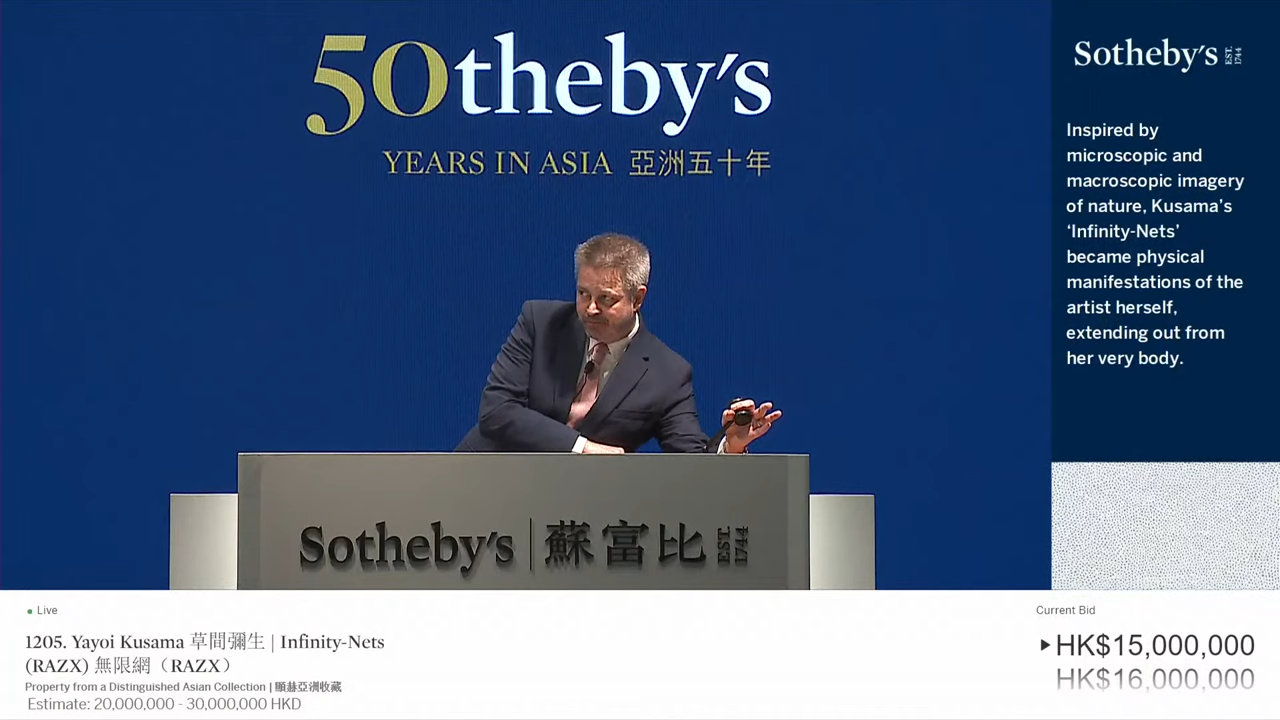 50theby's
YEARS IN ASIA 亞洲五十年
Sotheby's EST. 1744
Inspired by
microscopic and
macroscopic imagery
of nature, Kusama's
‘Infinity-Nets’
became physical
manifestations of the
artist herself,
extending out from
her very body.
Sotheby's | 蘇富比 EST. 1744
Live
Current Bid
1205. Yayoi Kusama 草間彌生 | Infinity-Nets
(RAZX) 無限網（RAZX）
Property from a Distinguished Asian Collection | 顯赫亞洲收藏
Estimate: 20,000,000 - 30,000,000 HKD
HK$15,000,000
HK$16,000,000